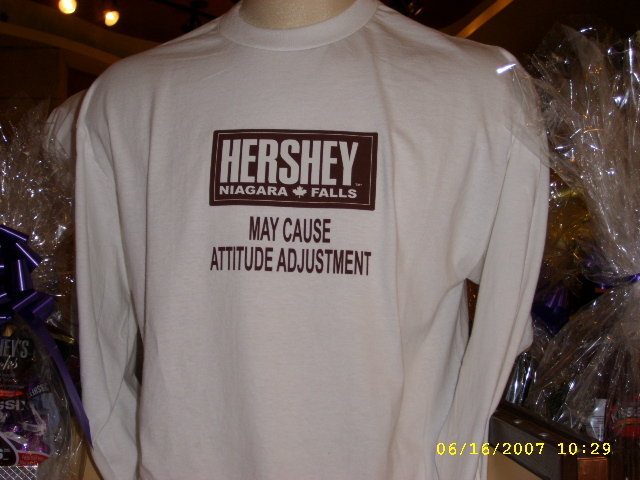 HERSHEY
NIAGARA FALLS
MAY CAUSE
ATTITUDE ADJUSTMENT
06/16/2007 10:29